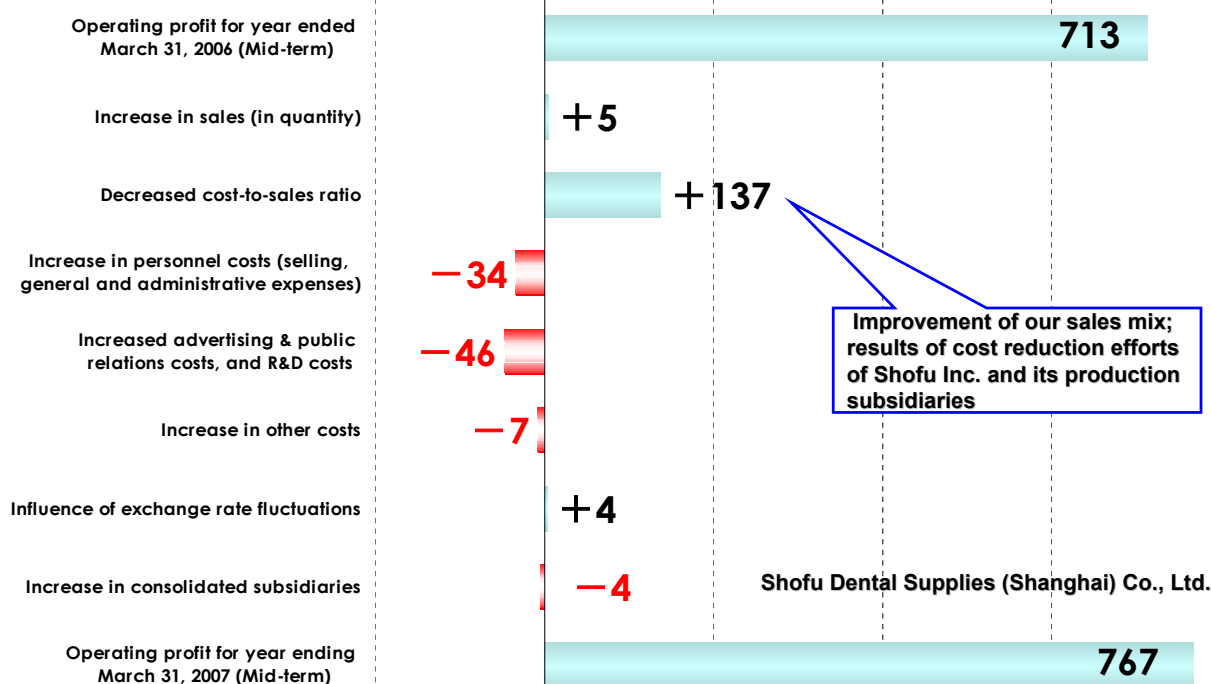 Operating profit for year ended
March 31, 2006 (Mid-term)
713
Increase in sales (in quantity)
+5
Decreased cost-to-sales ratio
+137
Increase in personnel costs (selling,
general and administrative expenses)
−34
Increased advertising & public
relations costs, and R&D costs
−46
Improvement of our sales mix;
results of cost reduction efforts
of Shofu Inc. and its production
subsidiaries
Increase in other costs
−7
Influence of exchange rate fluctuations
+4
Increase in consolidated subsidiaries
−4
Shofu Dental Supplies (Shanghai) Co., Ltd.
Operating profit for year ending
March 31, 2007 (Mid-term)
767